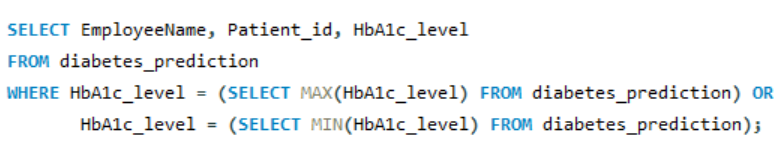 SELECT EmployeeName, Patient_id, HbA1c_level
FROM diabetes_prediction
WHERE HbA1c_level = (SELECT MAX(HbA1c_level) FROM diabetes_prediction) OR
HbA1c_level = (SELECT MIN(HbA1c_level) FROM diabetes_prediction);